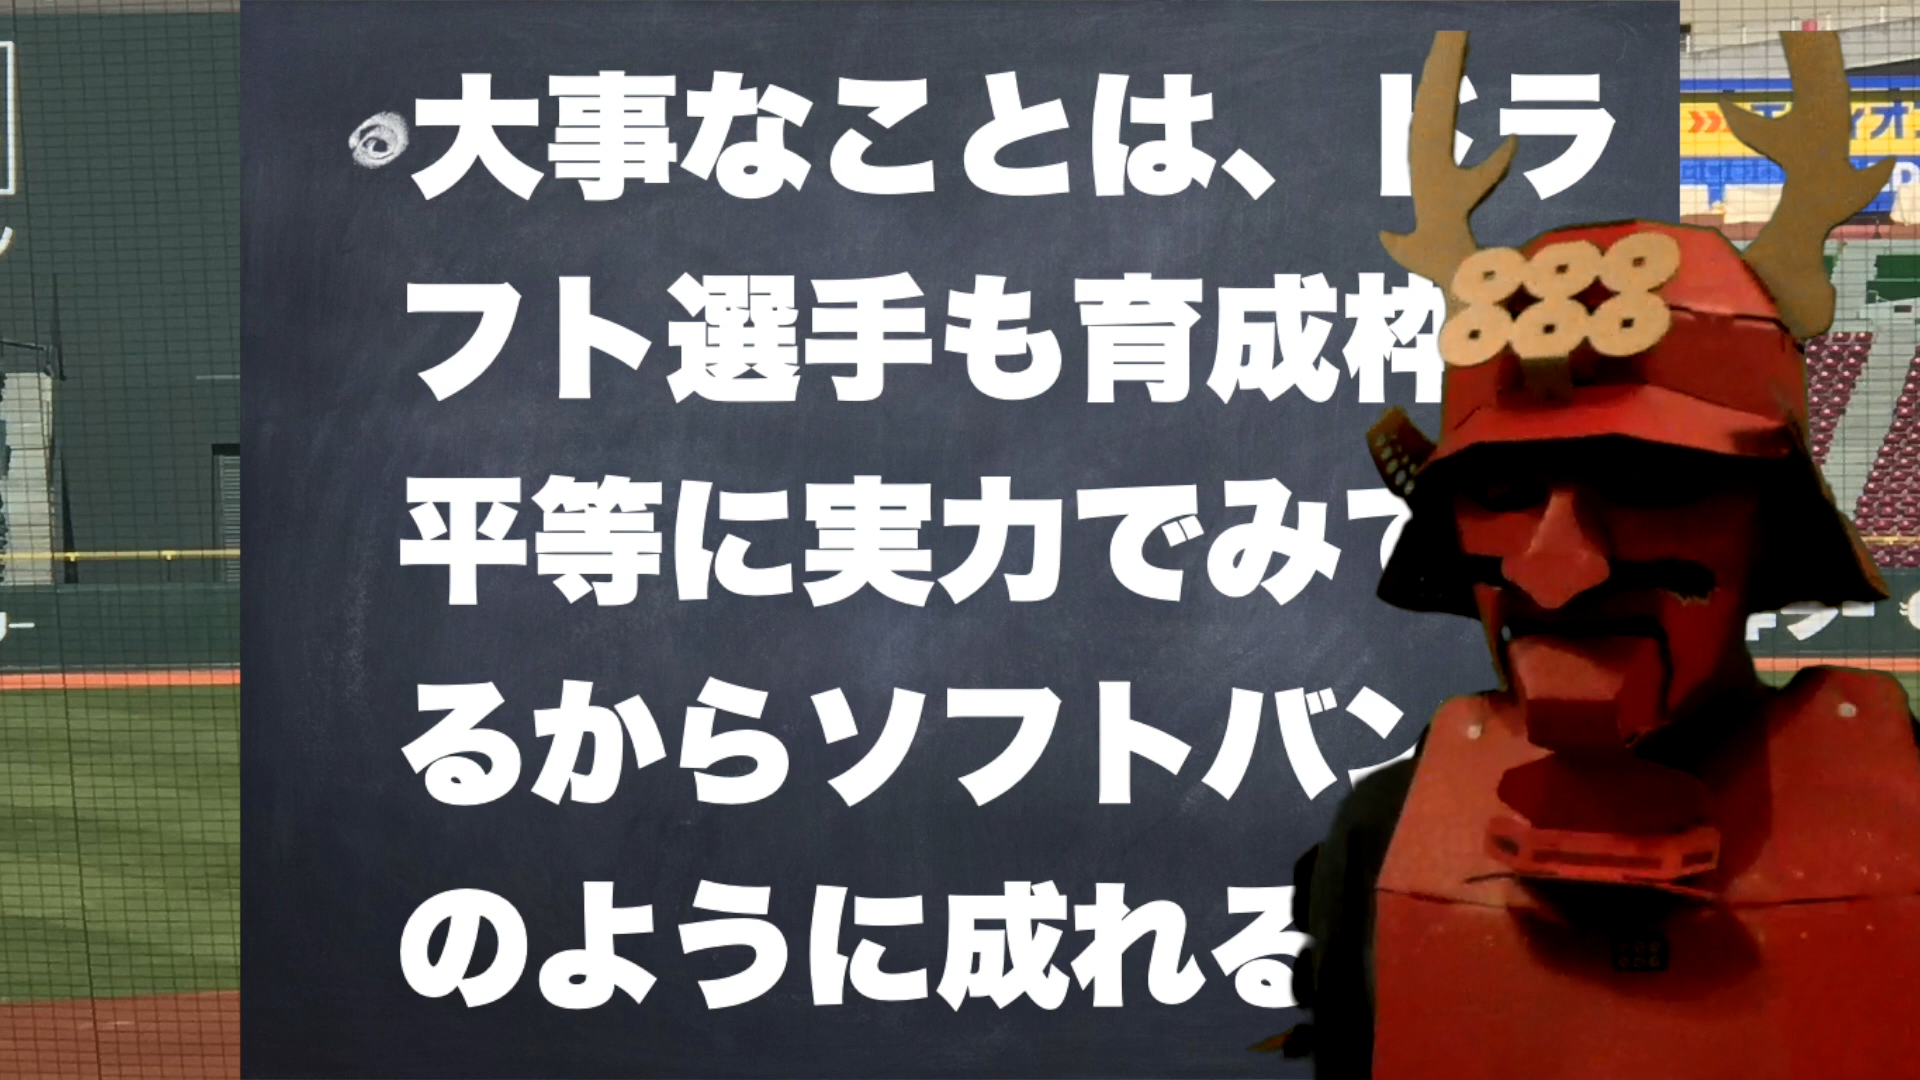 大事なことは、ドラ
フト選手も育成枠
平等に実力でみて
るからソフトバン
のように成れる